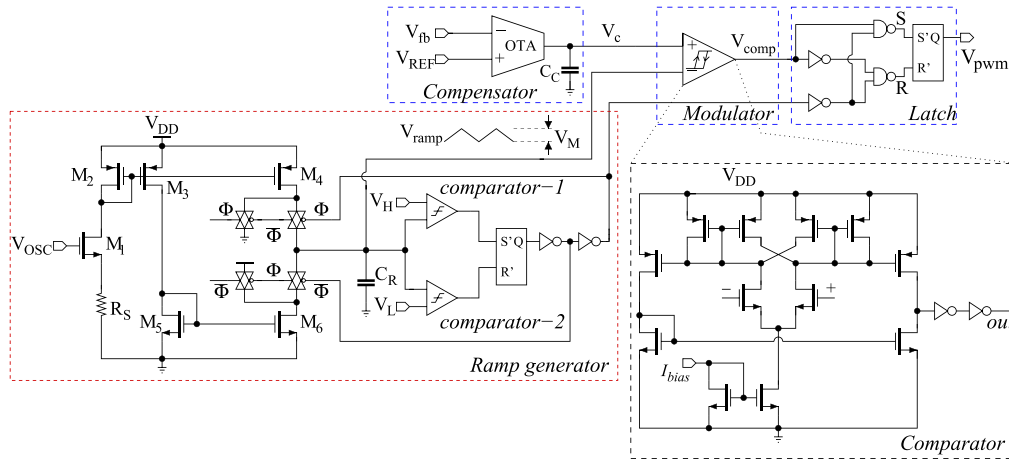 V_fb
V_REF
−
+
OTA
C_C
Compensator
V_c
+
−
Modulator
V_comp
S
R
S’Q
R’
Latch
V_pwm
V_DD
M_2
M_3
M_4
V_ramp
V_M
V_OSC
M_1
R_S
M_5
M_6
Φ
Φ
Φ
Φ
Φ
Φ
C_R
V_H
V_L
comparator−1
comparator−2
S’Q
R’
Ramp generator
V_DD
−
+
I_bias
out
Comparator